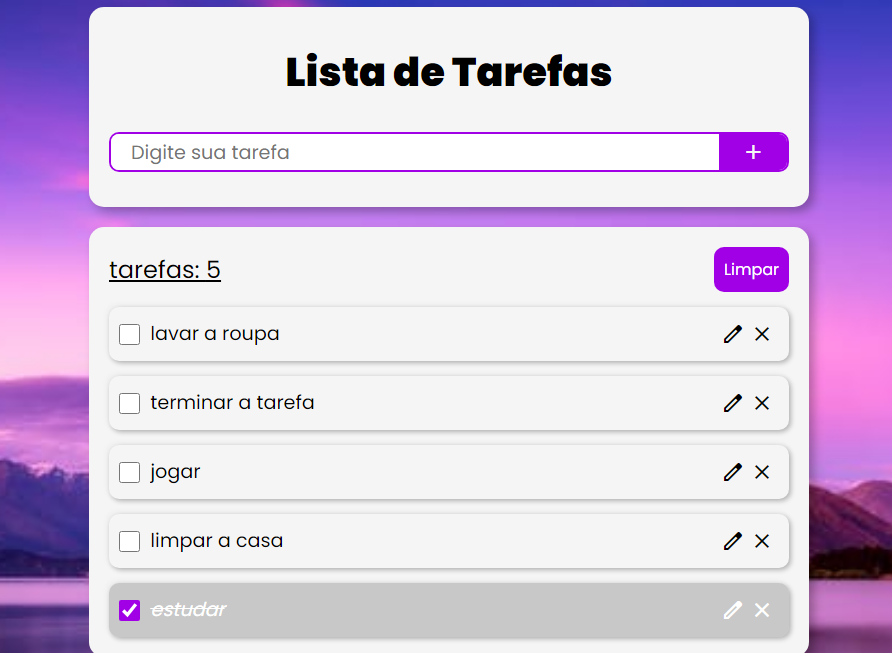 Lista de Tarefas
Digite sua tarefa
+
tarefas: 5
Limpar
lavar a roupa
terminar a tarefa
jogar
limpar a casa
estudar